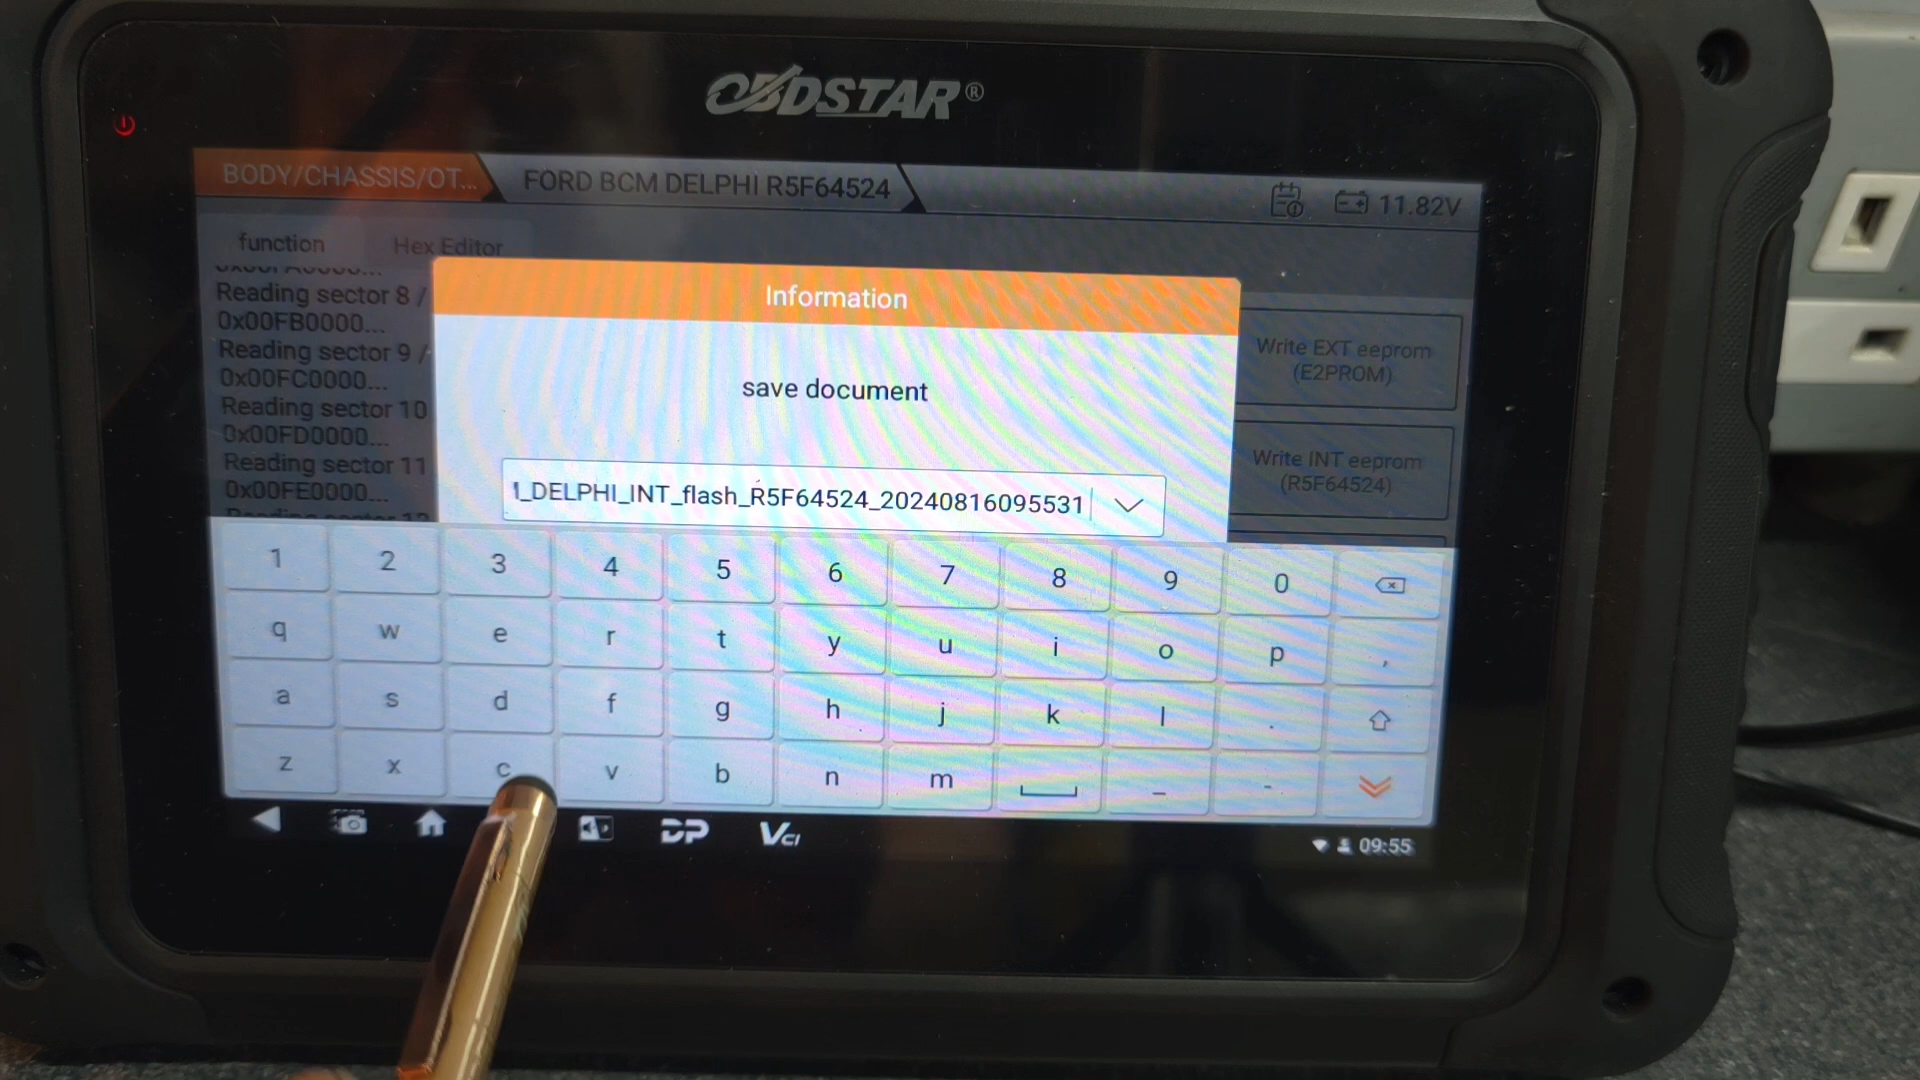 OBDSTAR®
BODY/CHASSIS/OT...
FORD BCM DELPHI R5F64524
11.82V
function
Hex Editor
Reading sector 8 /
0x00FB0000...
Reading sector 9 /
0x00FC0000...
Reading sector 10
0x00FD0000...
Reading sector 11
0x00FE0000...
Information
save document
_DELPHI_INT_flash_R5F64524_20240816095531
Write EXT eeprom
(E2PROM)
Write INT eeprom
(R5F64524)
1 2 3 4 5 6 7 8 9 0
q w e r t y u i o p ,
a s d f g h j k l .
z x c v b n m _ -
DP
VCI
09:55